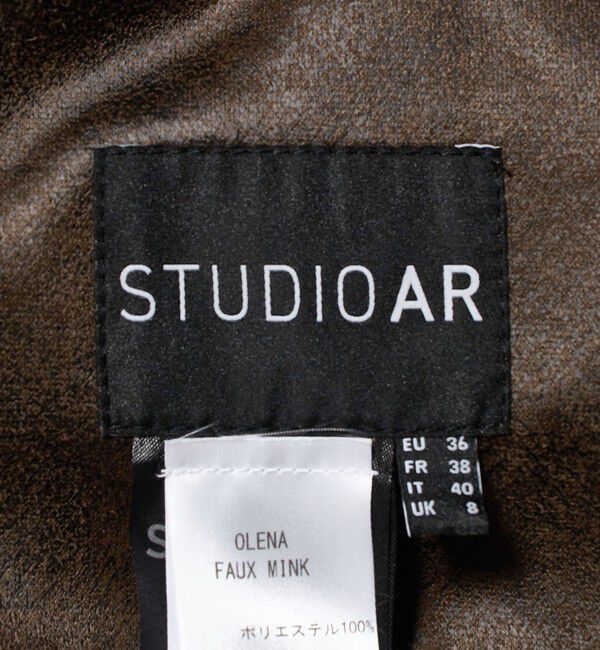 STUDIOAR
EU 36
FR 38
IT 40
UK 8
S
OLENA
FAUX MINK
ポリエステル100%